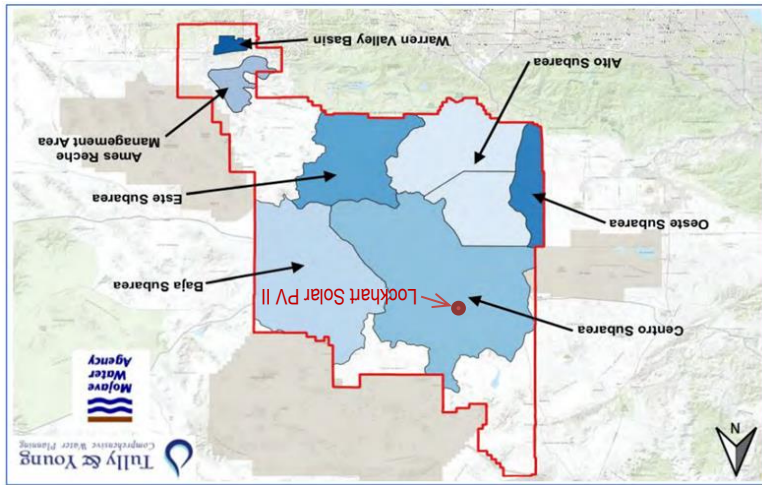 N
Tully & Young
Comprehensive Water Planning
Mojave
Water
Agency
Centro Subarea
Lockhart Solar PV II
Baja Subarea
Oeste Subarea
Este Subarea
Ames Reche
Management Area
Alto Subarea
Warren Valley Basin